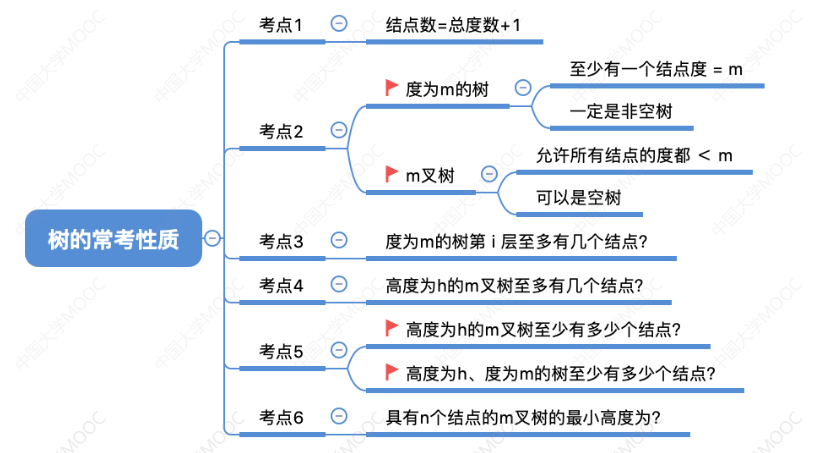 考点1
结点数=总度数+1
考点2
度为m的树
至少有一个结点度 = m
一定是非空树
m叉树
允许所有结点的度都 < m
可以是空树
树的常考性质
考点3
度为m的树第 i 层至多有几个结点?
考点4
高度为h的m叉树至多有几个结点?
考点5
高度为h的m叉树至少有多少个结点?
高度为h、度为m的树至少有多少个结点?
考点6
具有n个结点的m叉树的最小高度为?
中国大学MOOC